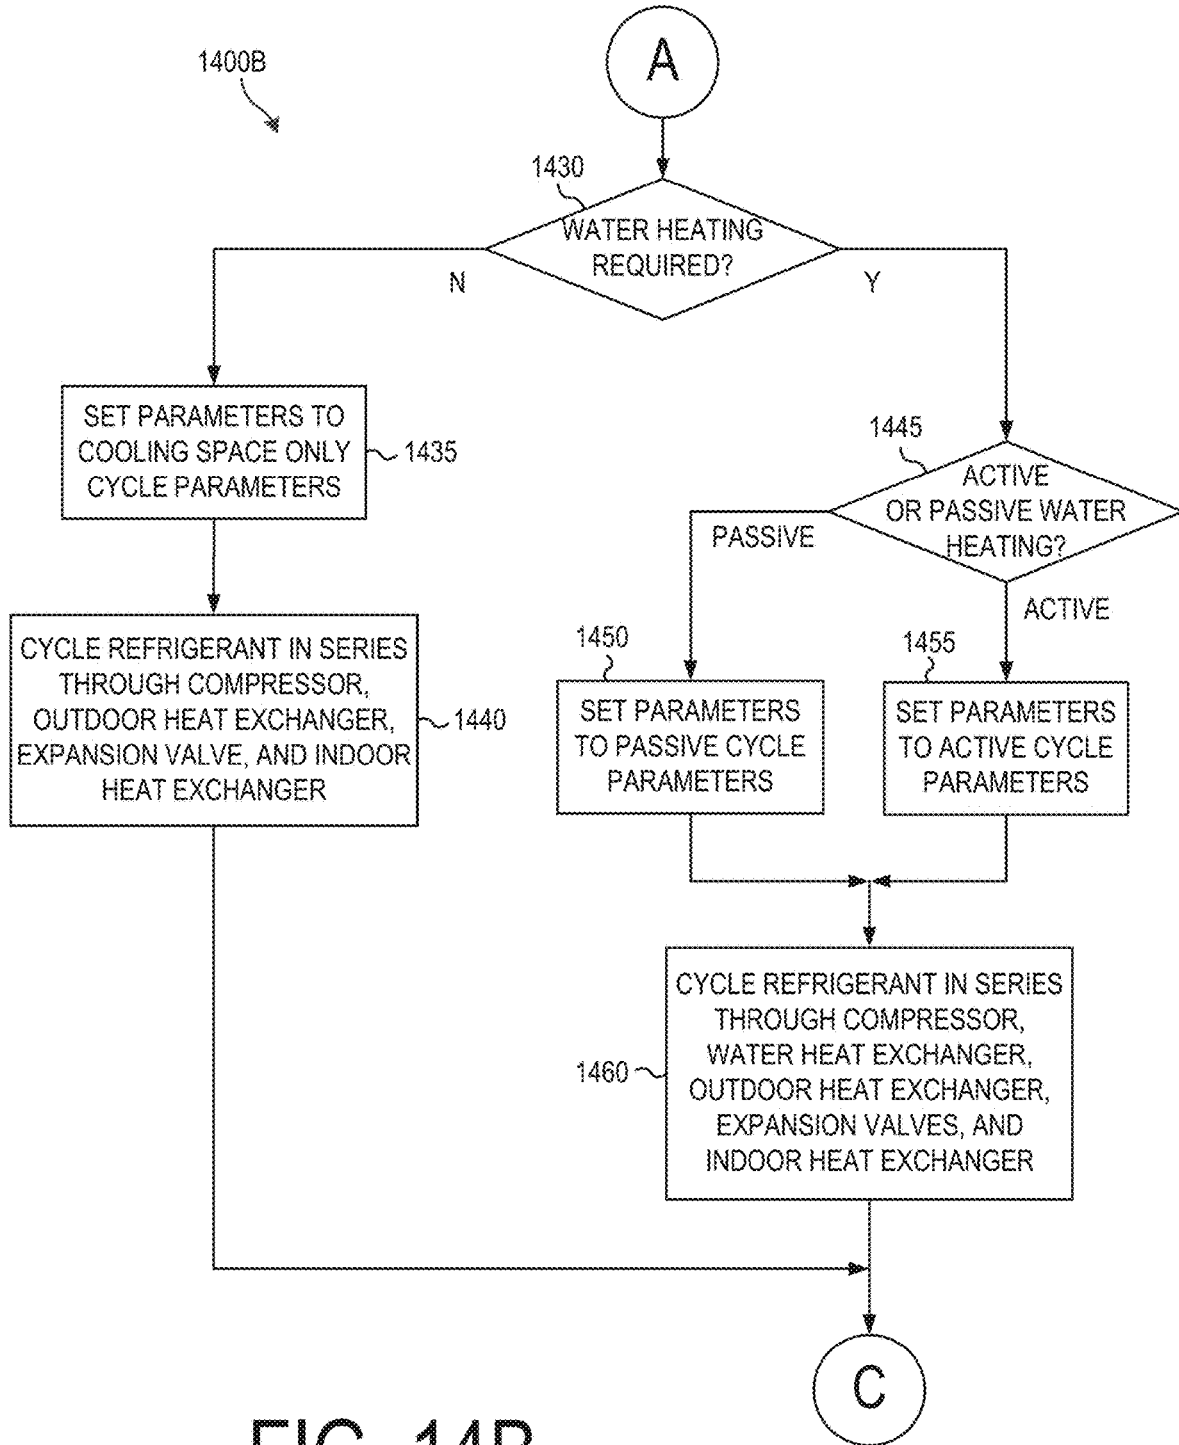 1400B
A
1430
WATER HEATING
REQUIRED?
N
Y
SET PARAMETERS TO
COOLING SPACE ONLY
CYCLE PARAMETERS
1435
1445
ACTIVE
OR PASSIVE WATER
HEATING?
PASSIVE
ACTIVE
CYCLE REFRIGERANT IN SERIES
THROUGH COMPRESSOR,
OUTDOOR HEAT EXCHANGER,
EXPANSION VALVE, AND INDOOR
HEAT EXCHANGER
1440
1450
SET PARAMETERS
TO PASSIVE CYCLE
PARAMETERS
1455
SET PARAMETERS
TO ACTIVE CYCLE
PARAMETERS
1460
CYCLE REFRIGERANT IN SERIES
THROUGH COMPRESSOR,
WATER HEAT EXCHANGER,
OUTDOOR HEAT EXCHANGER,
EXPANSION VALVES, AND
INDOOR HEAT EXCHANGER
C
FIG. 14B